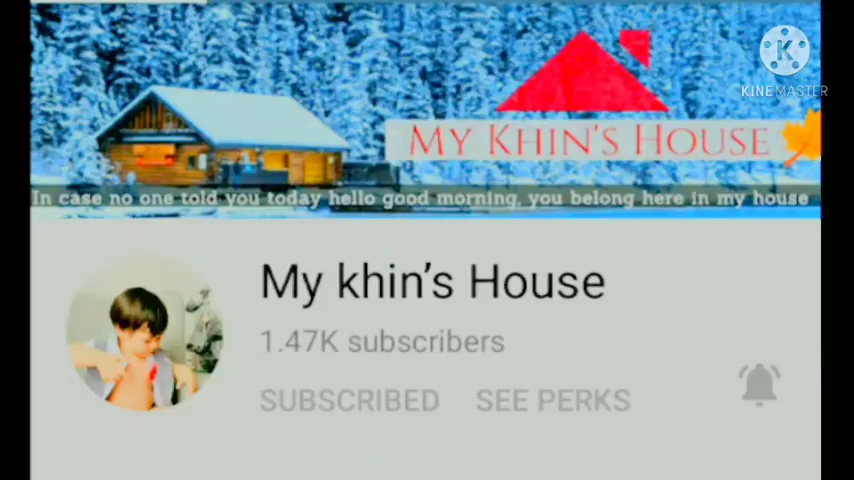 K
KINEMASTER
MY KHIN'S HOUSE
In case no one told you today hello good morning, you belong here in my house
My khin's House
1.47K subscribers
SUBSCRIBED SEE PERKS